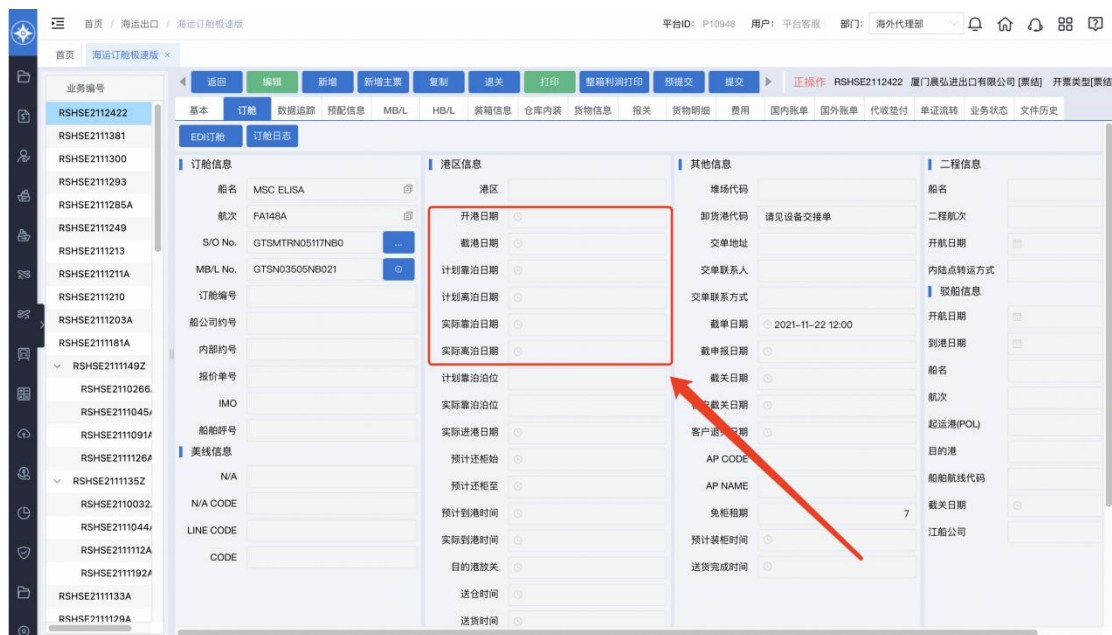 首页 / 海运出口 / 海运订舱极速版 平台ID: P10948 用户: 平台客服 部门: 海外代理部
首页 海运订舱极速版 ×
业务编号
RSHSE2112422
RSHSE2111381
RSHSE2111300
RSHSE2111293
RSHSE2111285A
RSHSE2111249
RSHSE2111213
RSHSE2111211A
RSHSE2111210
RSHSE2111203A
RSHSE2111181A
RSHSE2111149Z
RSHSE2110266.
RSHSE2111045
RSHSE2111091A
RSHSE2111126A
RSHSE2111135Z
RSHSE2110032.
RSHSE2111044
RSHSE2111112A
RSHSE2111192A
RSHSE2111133A
RSHSE2111129A
返回 编辑 新增 新增主票 复制 退关 打印 整箱利润打印 预提交 提交 正操作 RSHSE2112422 厦门晨弘进出口有限公司 [票结] 开票类型[票结
基本 订舱 数据追踪 预配信息 MB/L HB/L 装箱信息 仓库内装 货物信息 报关 货物明细 费用 国内账单 国外账单 代收垫付 单证流转 业务状态 文件历史
EDI订舱 订舱日志
订舱信息
船名 MSC ELISA
航次 FA148A
S/O No. GTSMTRN05117NB0 ...
MB/L No. GTSN03505NB021
订舱编号
船公司约号
内部约号
报价单号
IMO
船舶呼号
美线信息
N/A
N/A CODE
LINE CODE
CODE
港区信息
港区
开港日期
截港日期
计划靠泊日期
计划离泊日期
实际靠泊日期
实际离泊日期
计划靠泊泊位
实际靠泊泊位
实际进港日期
预计还柜始
预计还柜至
预计到港时间
实际到港时间
目的港放关
送仓时间
送货时间
其他信息
堆场代码
卸货港代码 请见设备交接单
交单地址
交单联系人
交单联系方式
截单日期 2021-11-22 12:00
截申报日期
截关日期
截关日期
客户退关日期
AP CODE
AP NAME
免柜租期 7
预计装柜时间
送货完成时间
二程信息
船名
二程航次
开航日期
内陆点转运方式
驳船信息
开航日期
到港日期
船名
航次
起运港(POL)
目的港
船舶航线代码
截关日期
江船公司